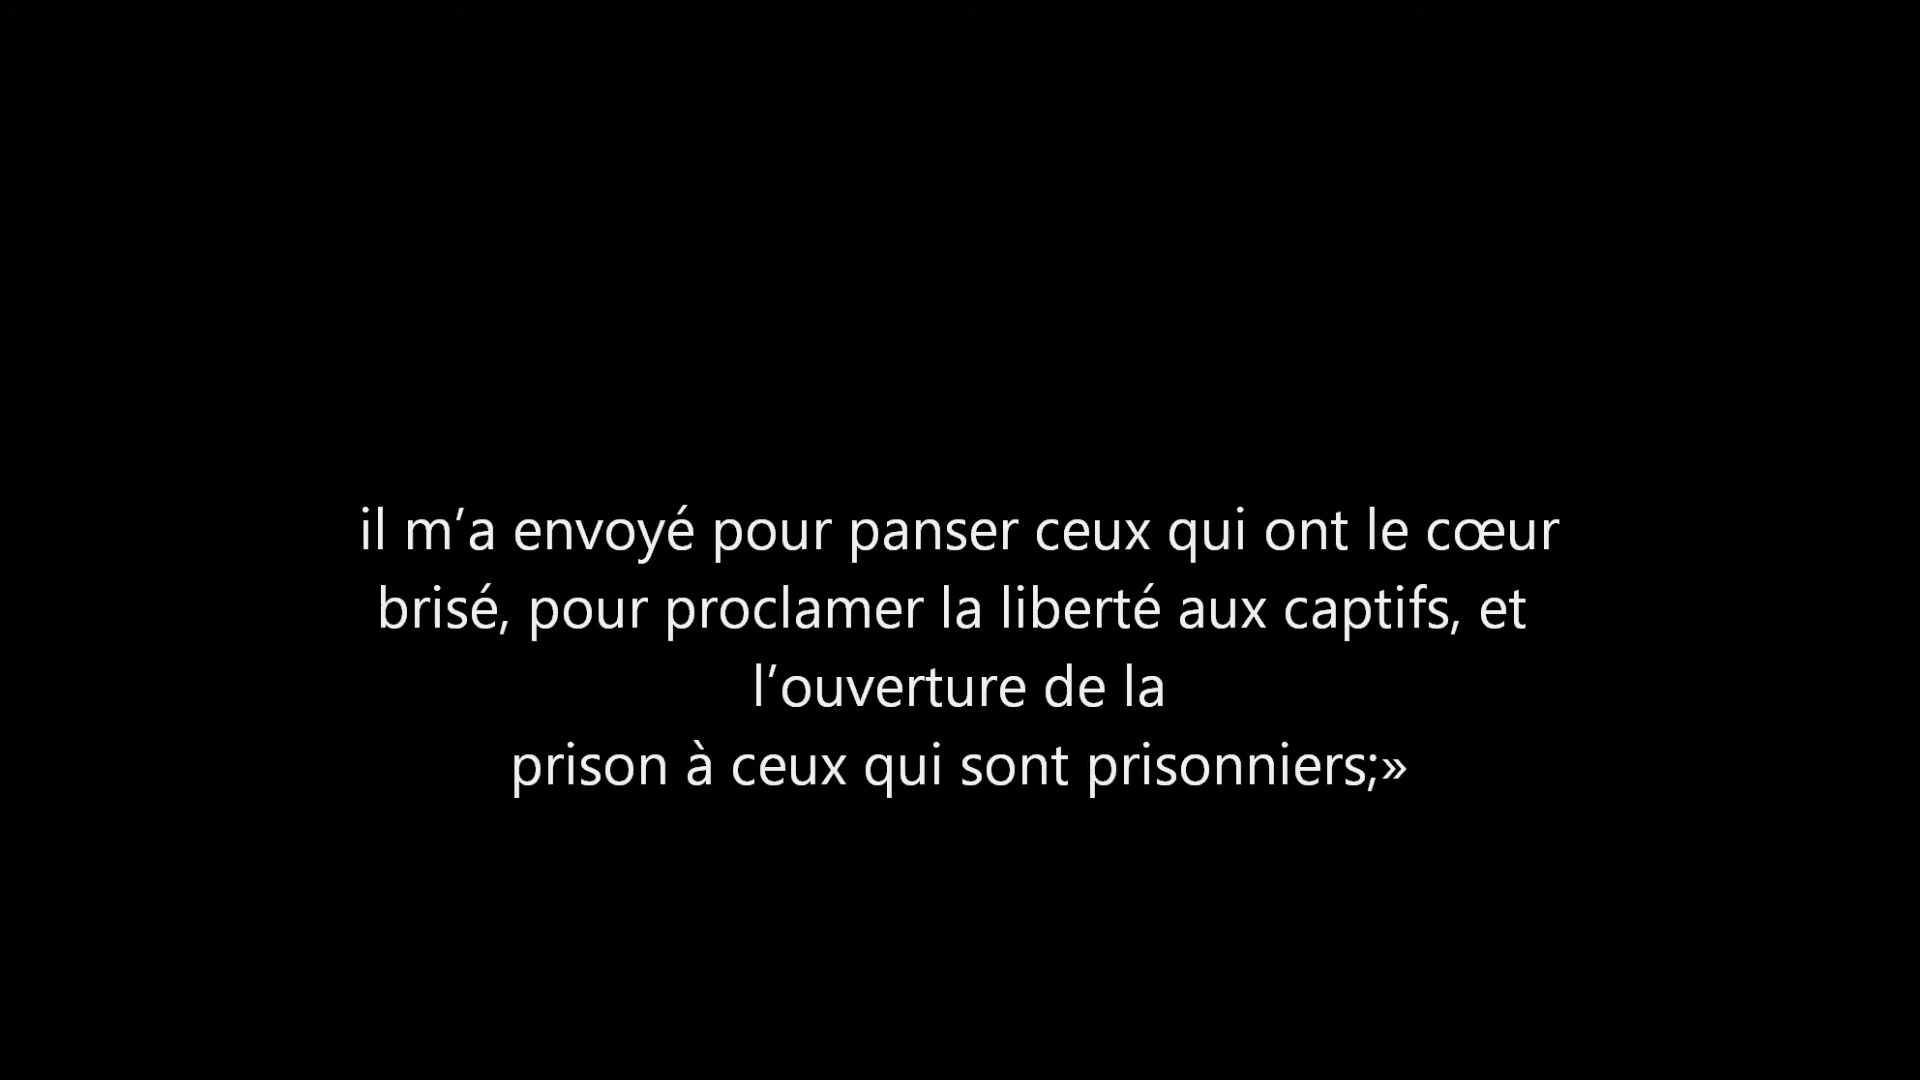 il m’a envoyé pour panser ceux qui ont le cœur
brisé, pour proclamer la liberté aux captifs, et
l’ouverture de la
prison à ceux qui sont prisonniers;»